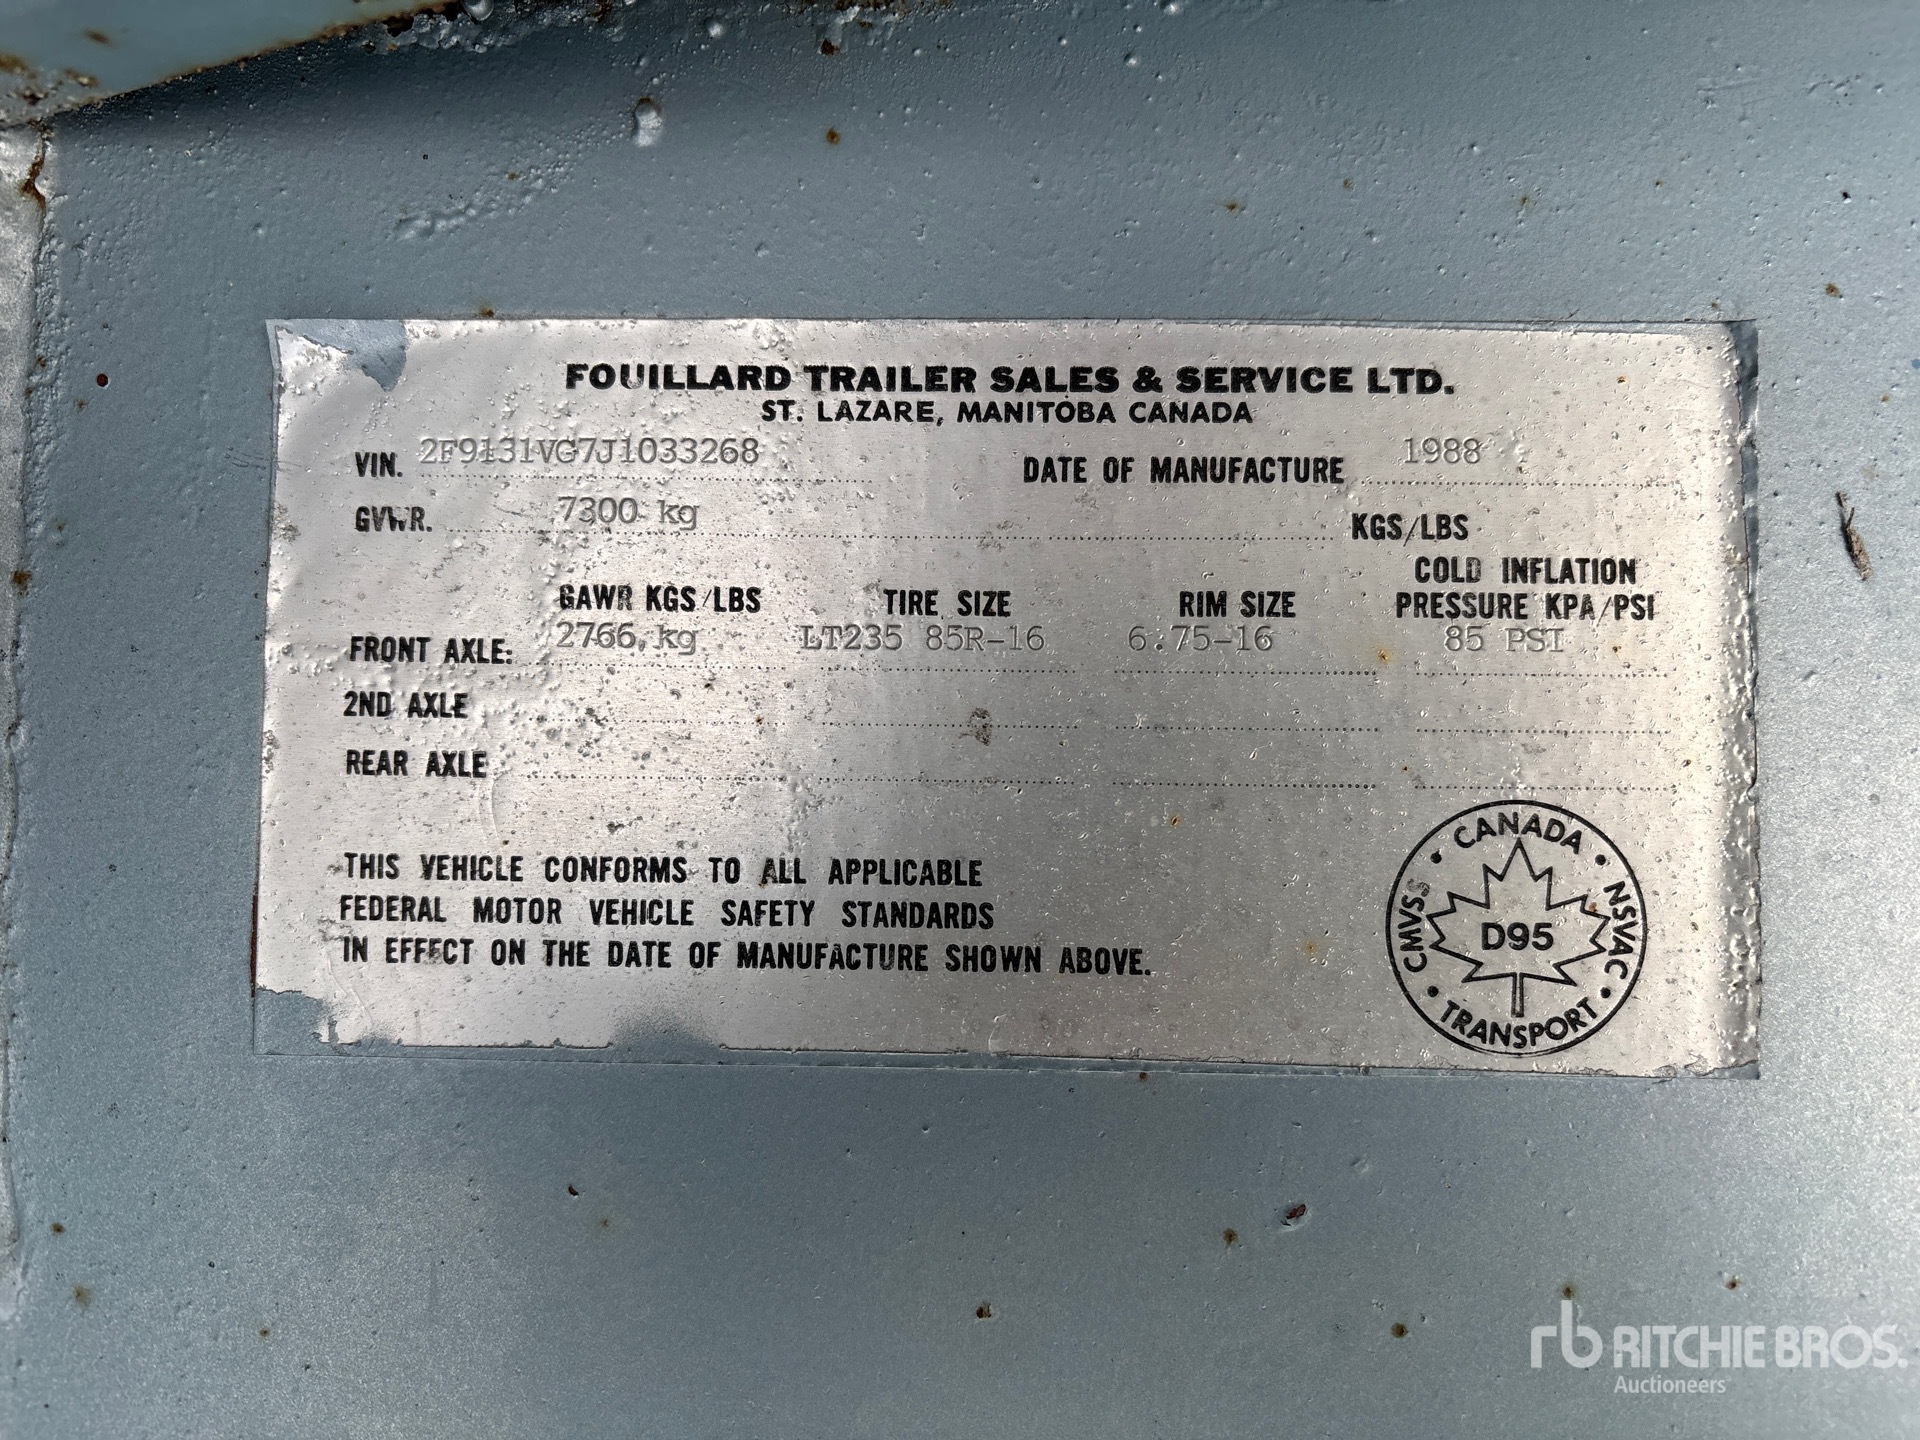 FOUILLARD TRAILER SALES & SERVICE LTD.
ST. LAZARE, MANITOBA CANADA
VIN. 2F9131VG7J1033268 DATE OF MANUFACTURE 1988
GVWR. 7300 kg KGS/LBS
GAWR KGS/LBS TIRE SIZE RIM SIZE COLD INFLATION PRESSURE KPA/PSI
FRONT AXLE: 2766 kg LT235 85R-16 6.75-16 85 PSI
2ND AXLE
REAR AXLE
THIS VEHICLE CONFORMS TO ALL APPLICABLE
FEDERAL MOTOR VEHICLE SAFETY STANDARDS
IN EFFECT ON THE DATE OF MANUFACTURE SHOWN ABOVE.
CANADA
CMVSS D95 NSVAC
TRANSPORT
rb RITCHIE BROS.
Auctioneers